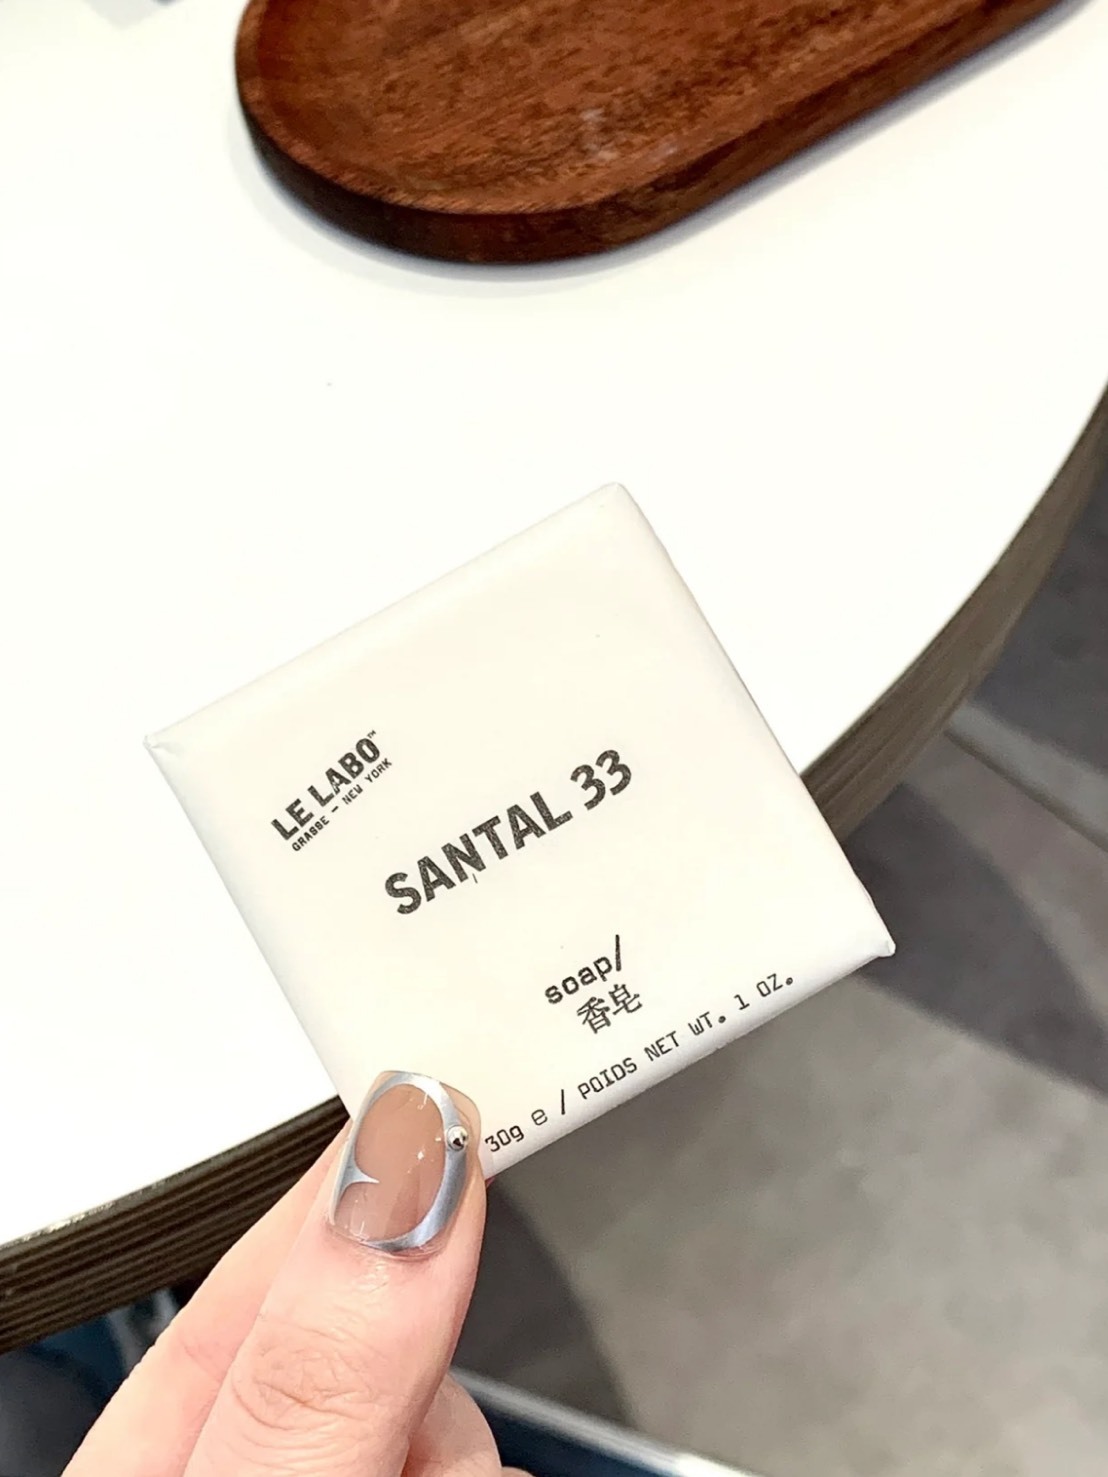 LE LABO™
GRASSE – NEW YORK
SANTAL 33
soap/
香皂
30g e / POIDS NET WT. 1 OZ.